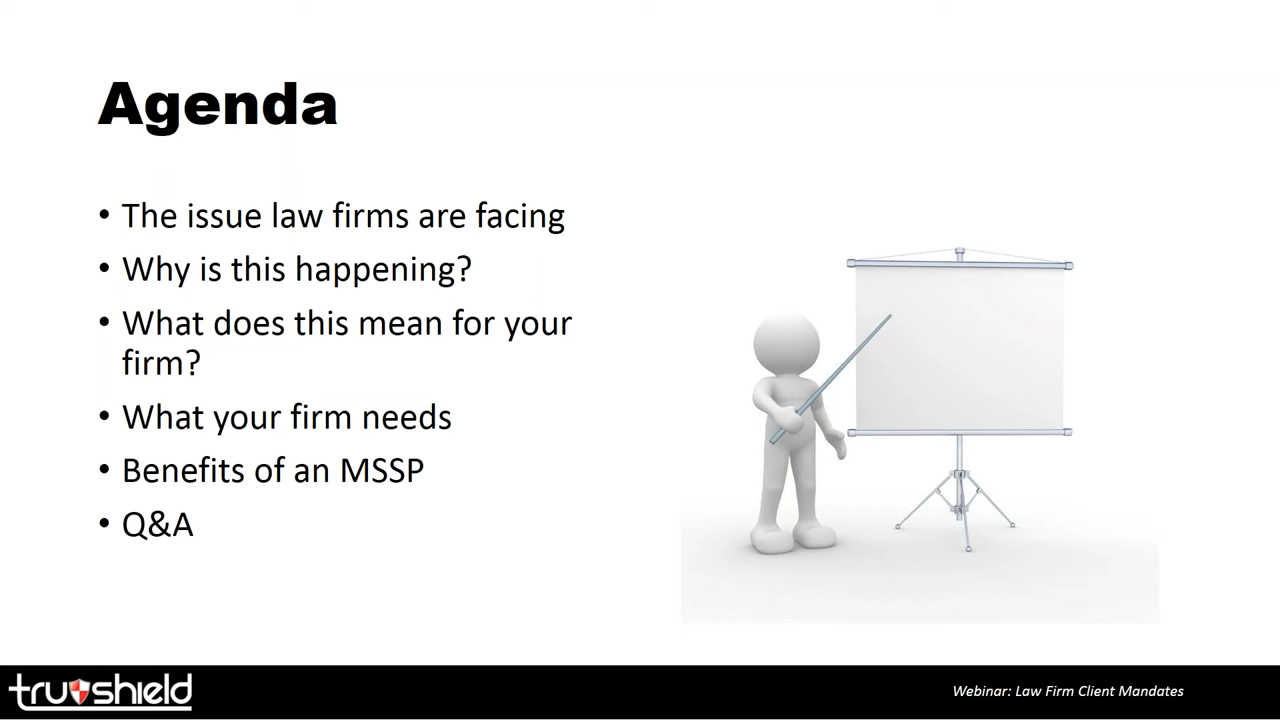 Agenda
• The issue law firms are facing
• Why is this happening?
• What does this mean for your
firm?
• What your firm needs
• Benefits of an MSSP
• Q&A
trushield
Webinar: Law Firm Client Mandates